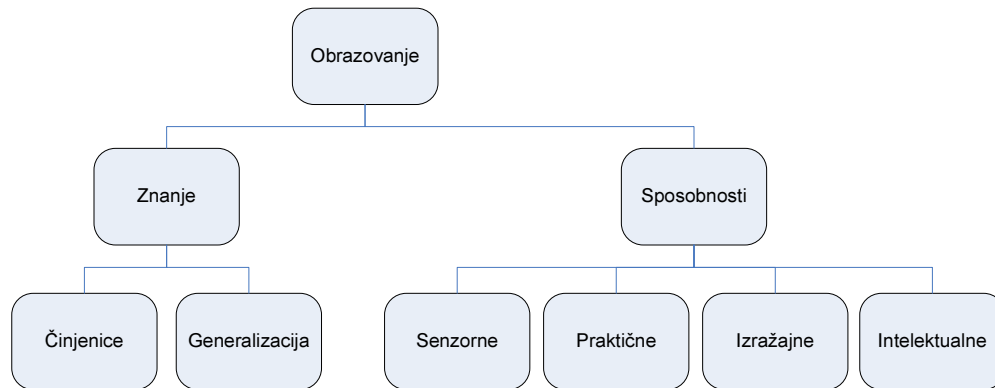 Obrazovanje
Znanje
Sposobnosti
Činjenice
Generalizacija
Senzorne
Praktične
Izražajne
Intelektualne